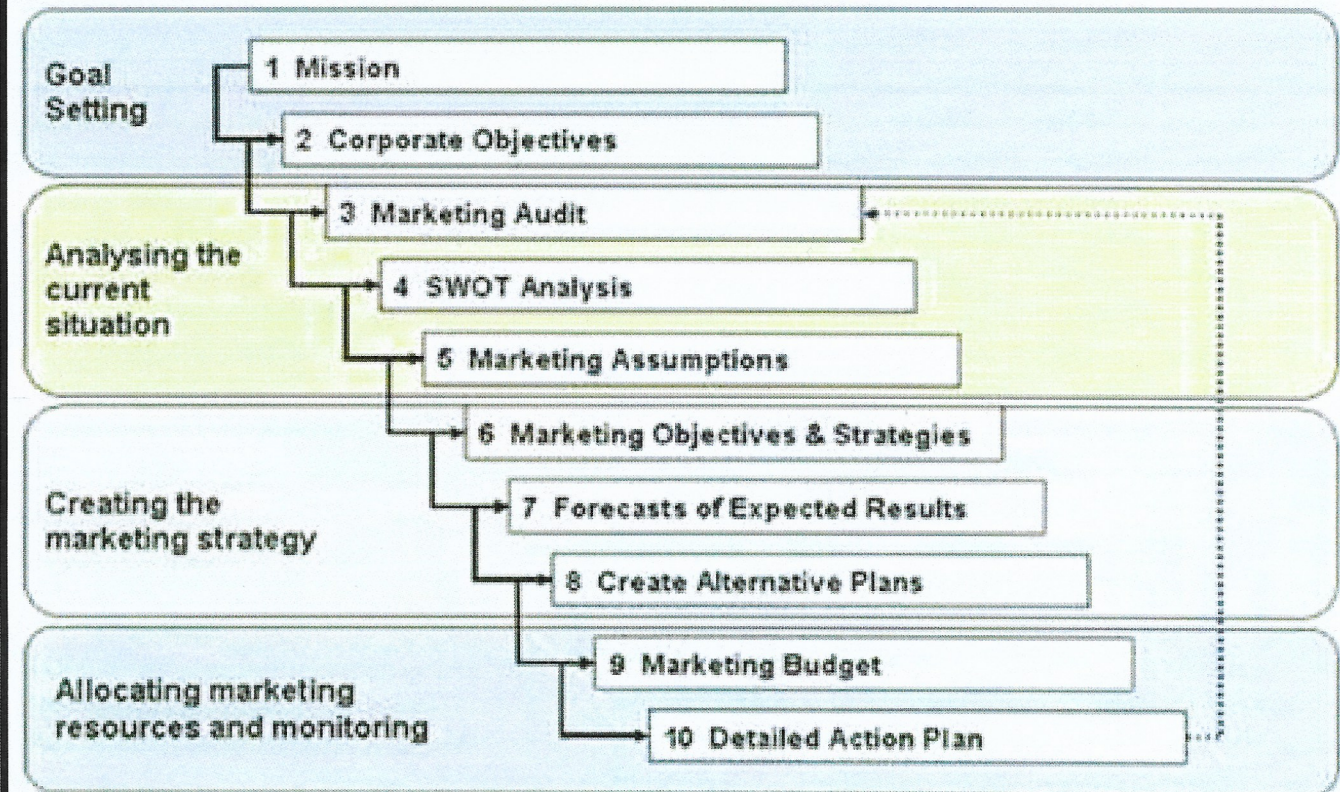 Goal
Setting
1 Mission
2 Corporate Objectives
Analysing the
current
situation
3 Marketing Audit
4 SWOT Analysis
5 Marketing Assumptions
Creating the
marketing strategy
6 Marketing Objectives & Strategies
7 Forecasts of Expected Results
8 Create Alternative Plans
Allocating marketing
resources and monitoring
9 Marketing Budget
10 Detailed Action Plan